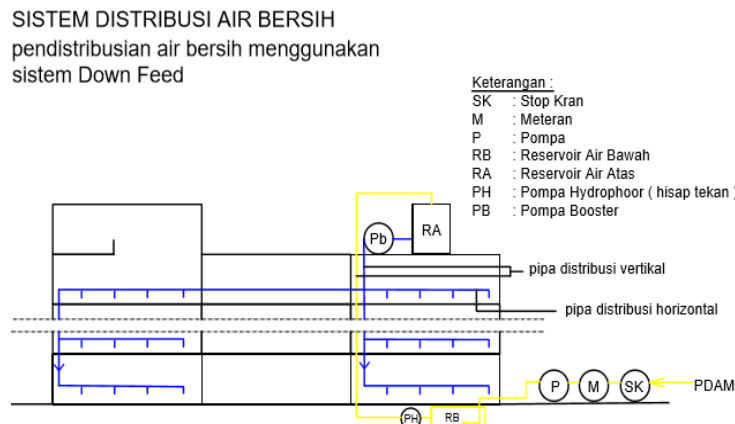 SISTEM DISTRIBUSI AIR BERSIH
pendistribusian air bersih menggunakan
sistem Down Feed
Keterangan :
SK : Stop Kran
M : Meteran
P : Pompa
RB : Reservoir Air Bawah
RA : Reservoir Air Atas
PH : Pompa Hydrophoor ( hisap tekan )
PB : Pompa Booster
RA
Pb
pipa distribusi vertikal
pipa distribusi horizontal
P M SK PDAM
PH RB